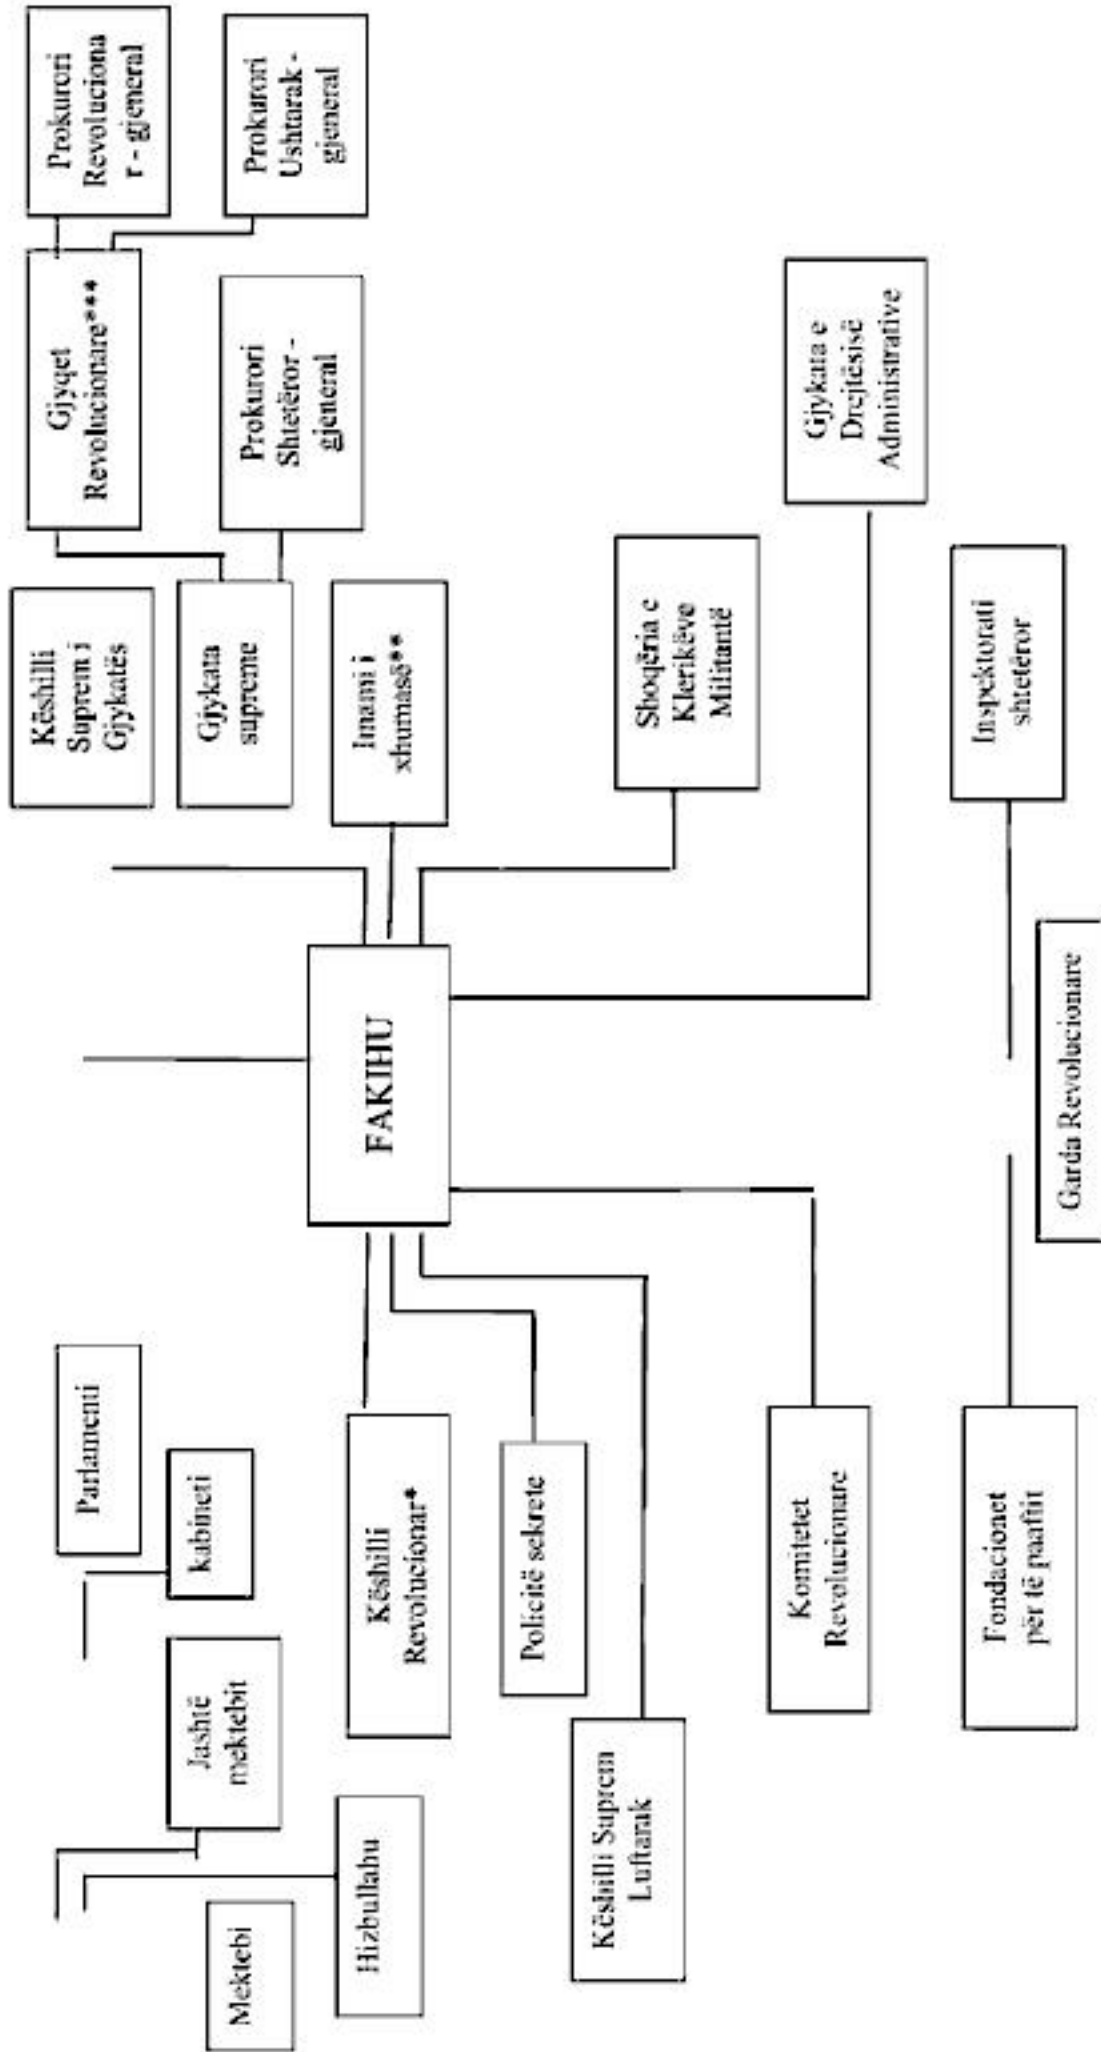 Mektebi
Hizbullahu
Jashtë
mektebit
kabineti
Parlamenti
Këshilli
Revolucionar*
Policitë sekrete
Këshilli Suprem
Luftarak
Komitetet
Revolucionare
Fondacionet
për të paaftit
FAKIHU
Garda Revolucionare
Këshilli
Suprem i
Gjykatës
Gjykata
supreme
Imami i
xhumasë**
Shoqëria e
Klerikëve
Militantë
Inspektorati
shtetëror
Gjyqet
Revolucionare***
Prokurori
Shtetëror -
gjeneral
Gjykata e
Drejtësisë
Administrative
Prokurori
Revoluciona
r - gjeneral
Prokurori
Ushtarak -
gjeneral